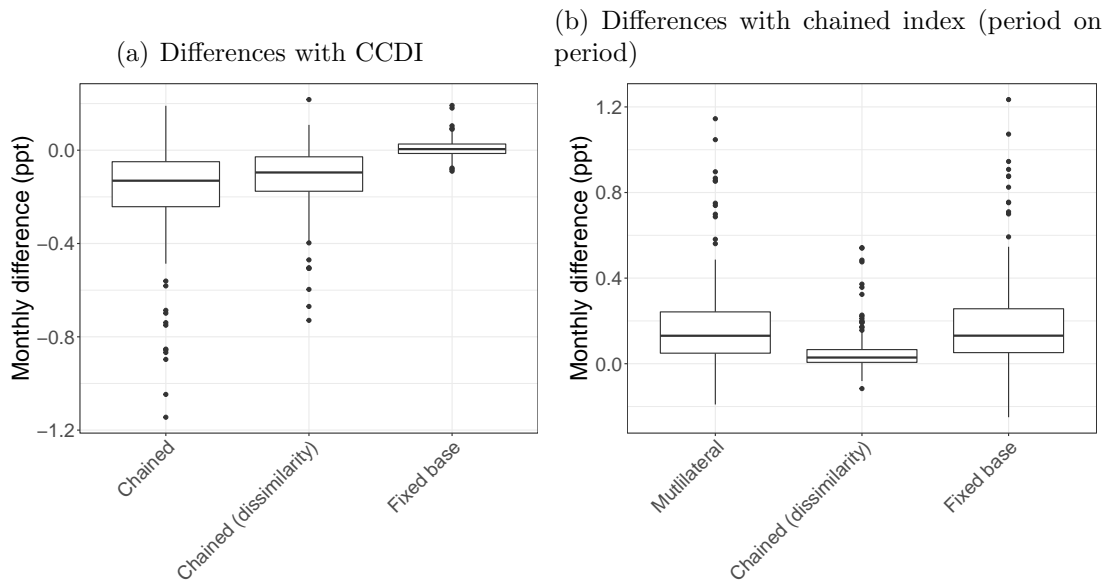 (a) Differences with CCDI
Monthly difference (ppt)
0.0
−0.4
−0.8
−1.2
Chained
Chained (dissimilarity)
Fixed base
(b) Differences with chained index (period on
period)
Monthly difference (ppt)
1.2
0.8
0.4
0.0
Mutlilateral
Chained (dissimilarity)
Fixed base